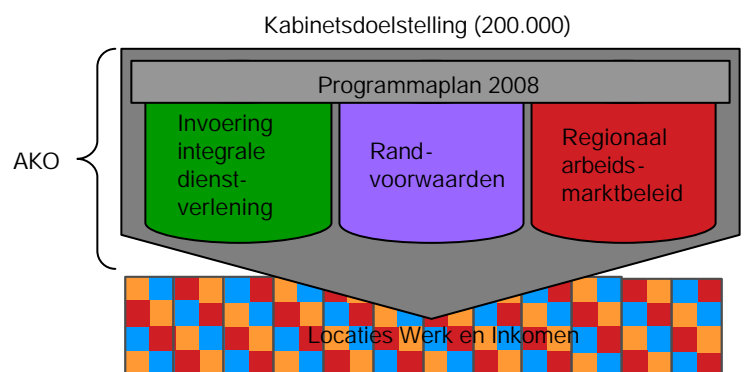 Kabinetsdoelstelling (200.000)
Programmaplan 2008
AKO
Invoering
integrale
dienst-
verlening
Rand-
voorwaarden
Regionaal
arbeids-
marktbeleid
Locaties Werk en Inkomen